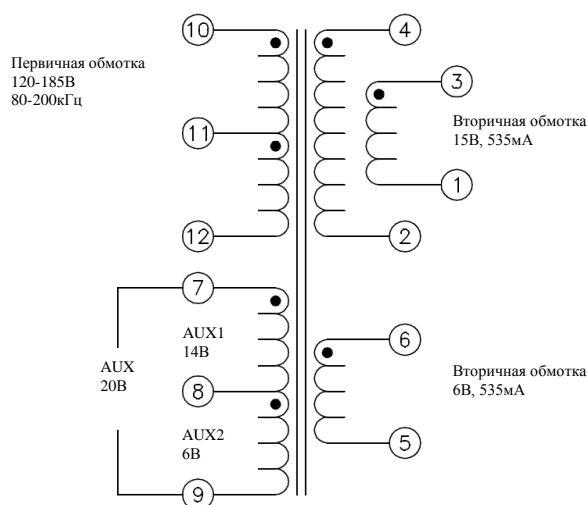 10
4
Первичная обмотка
120-185В
80-200кГц
3
11
Вторичная обмотка
15В, 535мА
1
12
2
7
6
AUX1
14В
AUX
20В
8
Вторичная обмотка
6В, 535мА
AUX2
6В
5
9